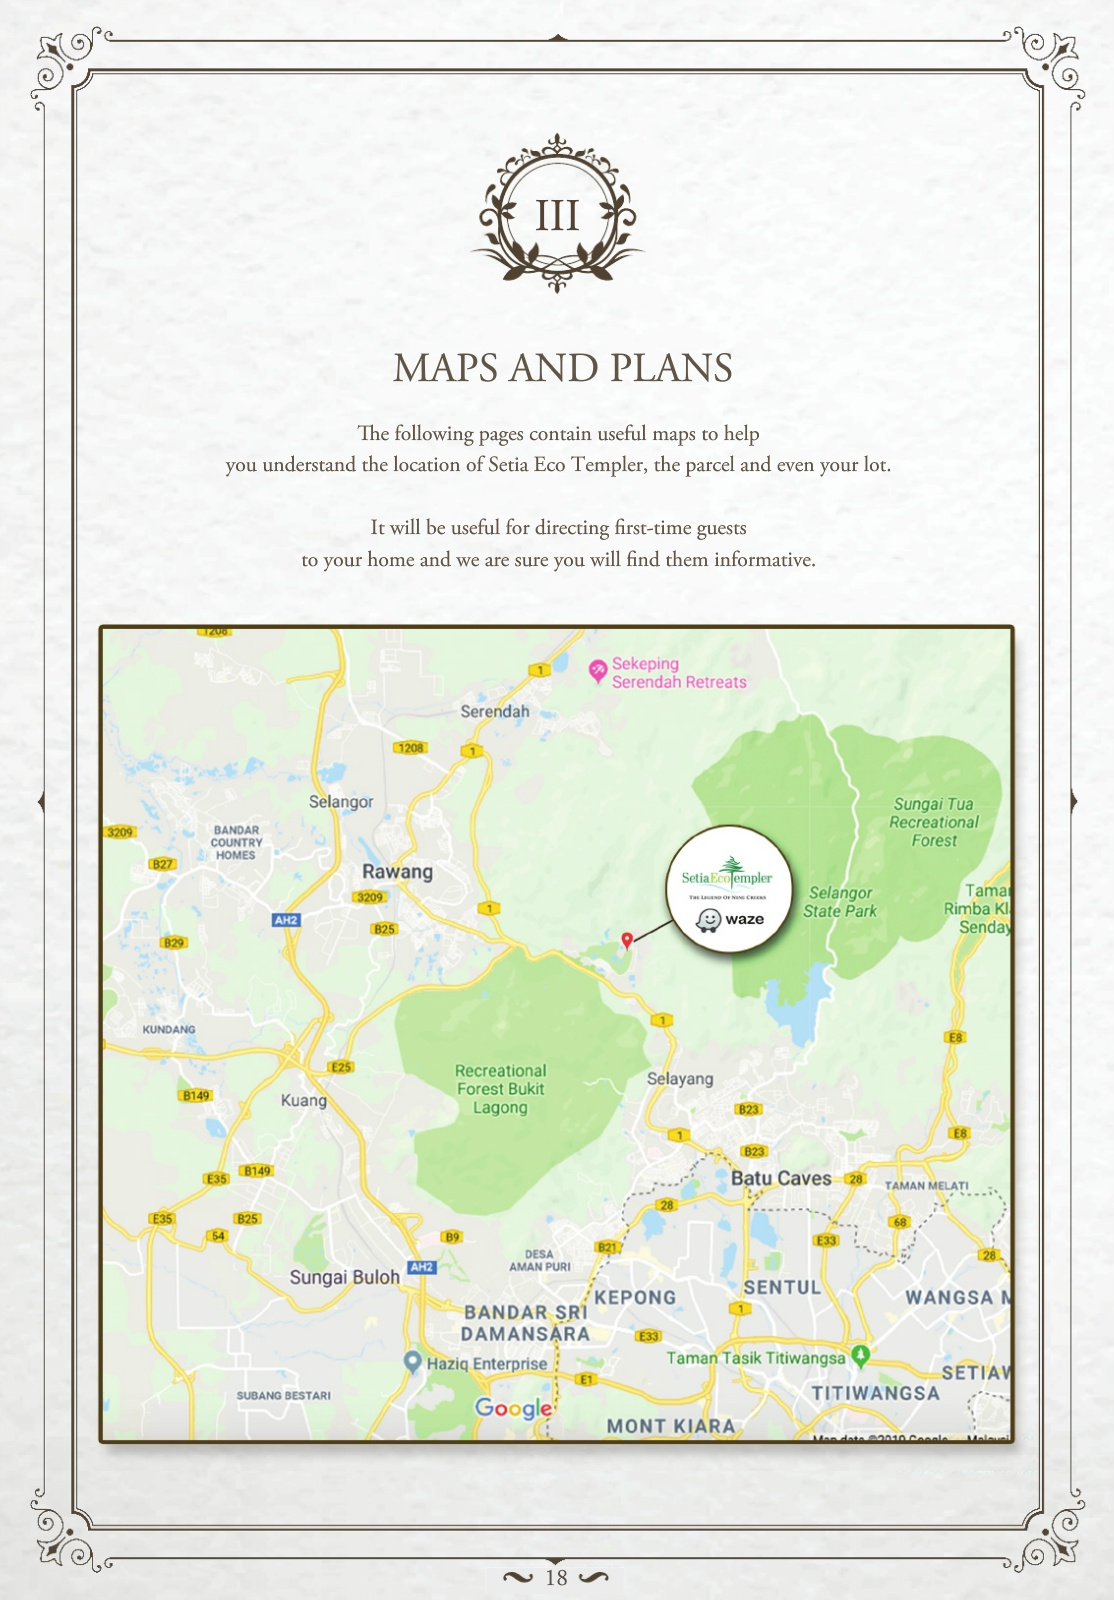 III
MAPS AND PLANS
The following pages contain useful maps to help
you understand the location of Setia Eco Templer, the parcel and even your lot.
It will be useful for directing first-time guests
to your home and we are sure you will find them informative.
1208
1
Sekeping
Serendah Retreats
Serendah
1208
1
Selangor
Sungai Tua
Recreational
Forest
3209
BANDAR
COUNTRY
HOMES
B27
Rawang
SetiaEcoTempler
THE LEGEND OF NINE CREEKS
waze
3209
1
Selangor
State Park
Taman
Rimba Kl
Senday
AH2
B25
B29
KUNDANG
1
E8
E25
Recreational
Forest Bukit
Lagong
Selayang
B149
Kuang
B23
1
E8
B23
E35
B149
Batu Caves
28
TAMAN MELATI
28
E35
B25
54
B9
B21
68
E33
28
DESA
AMAN PURI
Sungai Buloh
AH2
KEPONG
SENTUL
WANGSA M
BANDAR SRI
DAMANSARA
1
E33
Haziq Enterprise
Taman Tasik Titiwangsa
SETIAW
E1
SUBANG BESTARI
TITIWANGSA
Google
MONT KIARA
Map data ©2019 Google
18